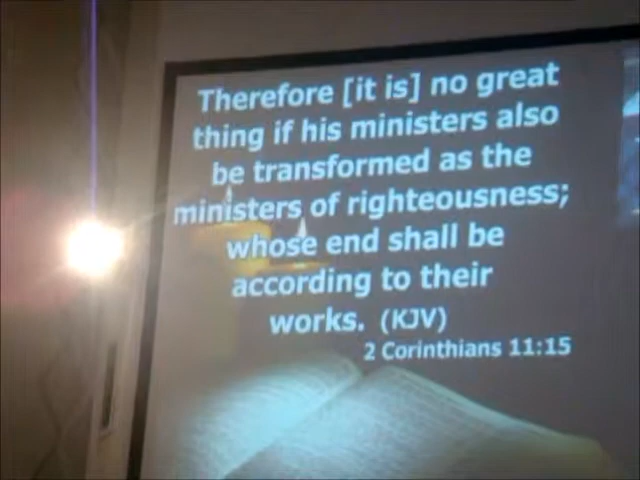 Therefore [it is] no great
thing if his ministers also
be transformed as the
ministers of righteousness;
whose end shall be
according to their
works. (KJV)
2 Corinthians 11:15